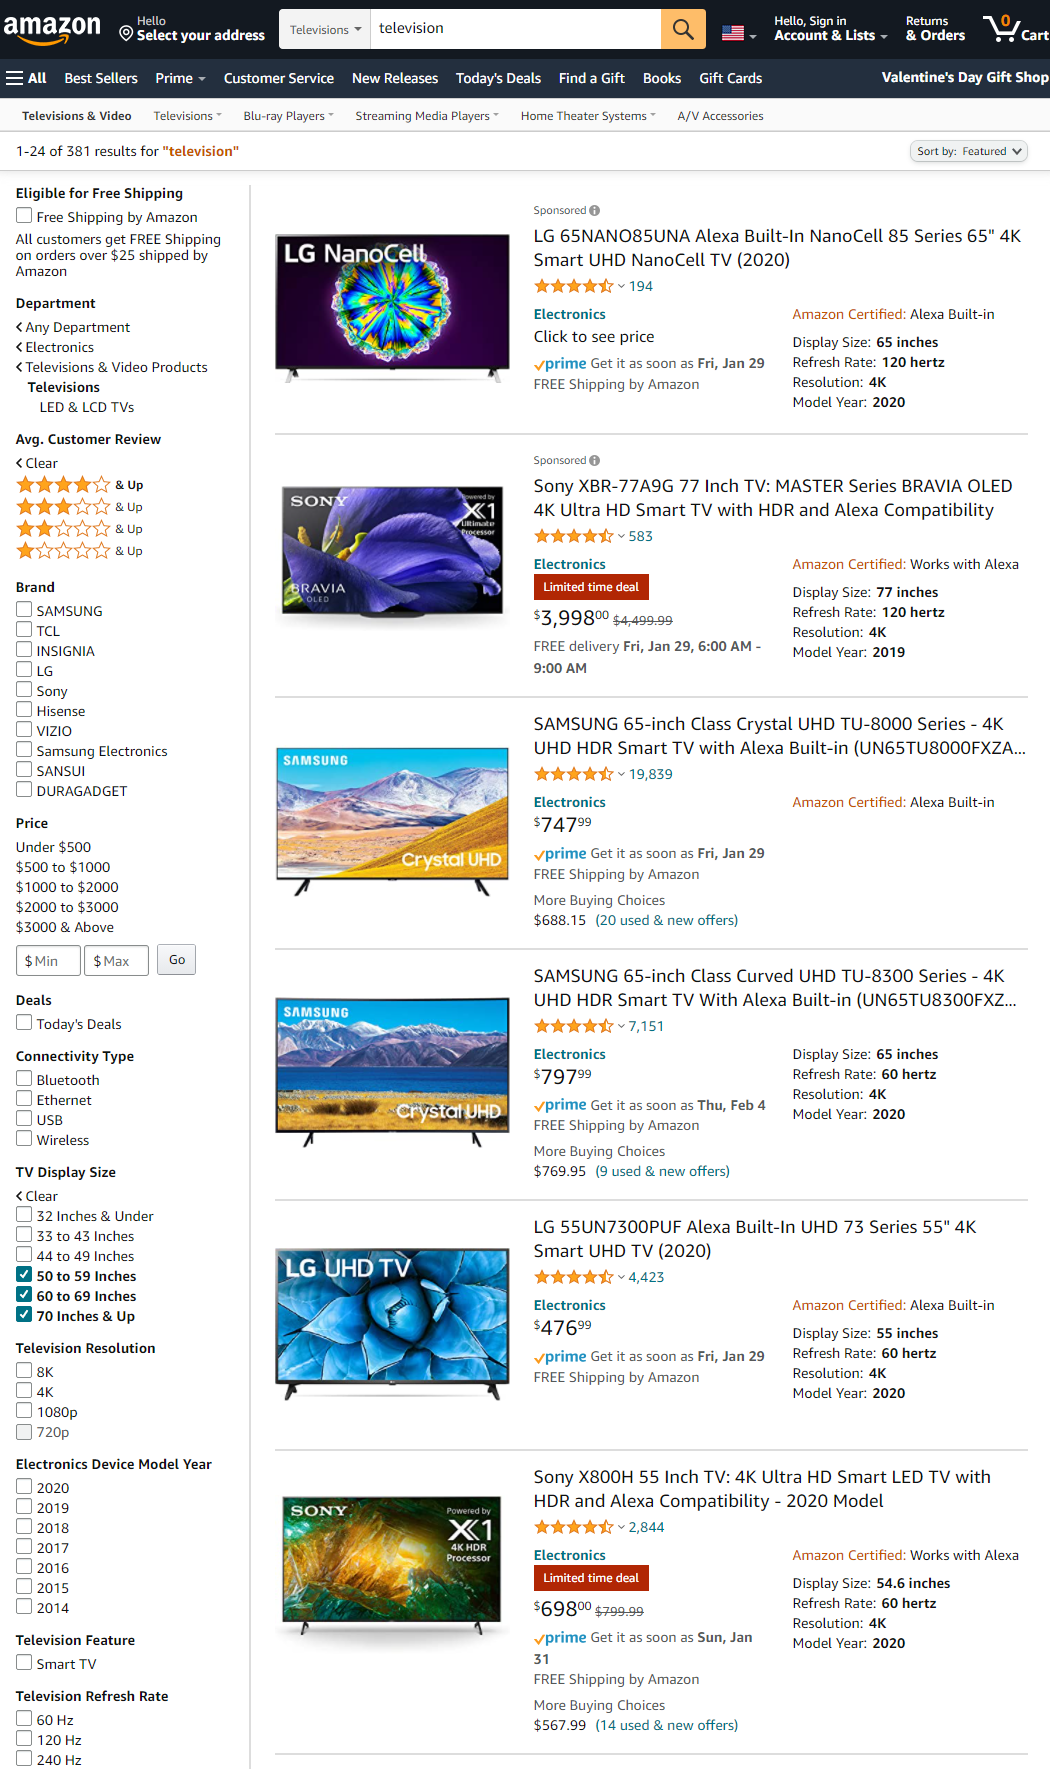 amazon
Hello
Select your address
Televisions
television
Hello, Sign in
Account & Lists
Returns
& Orders
0
Cart
All
Best Sellers
Prime
Customer Service
New Releases
Today's Deals
Find a Gift
Books
Gift Cards
Valentine's Day Gift Shop
Televisions & Video
Televisions
Blu-ray Players
Streaming Media Players
Home Theater Systems
A/V Accessories
1-24 of 381 results for "television"
Sort by: Featured
Eligible for Free Shipping
Free Shipping by Amazon
All customers get FREE Shipping
on orders over $25 shipped by
Amazon
Department
Any Department
Electronics
Televisions & Video Products
Televisions
LED & LCD TVs
Avg. Customer Review
Clear
& Up
& Up
& Up
& Up
Brand
SAMSUNG
TCL
INSIGNIA
LG
Sony
Hisense
VIZIO
Samsung Electronics
SANSUI
DURAGADGET
Price
Under $500
$500 to $1000
$1000 to $2000
$2000 to $3000
$3000 & Above
$ Min
$ Max
Go
Deals
Today's Deals
Connectivity Type
Bluetooth
Ethernet
USB
Wireless
TV Display Size
Clear
32 Inches & Under
33 to 43 Inches
44 to 49 Inches
50 to 59 Inches
60 to 69 Inches
70 Inches & Up
Television Resolution
8K
4K
1080p
720p
Electronics Device Model Year
2020
2019
2018
2017
2016
2015
2014
Television Feature
Smart TV
Television Refresh Rate
60 Hz
120 Hz
240 Hz
LG NanoCell
Sponsored
LG 65NANO85UNA Alexa Built-In NanoCell 85 Series 65" 4K
Smart UHD NanoCell TV (2020)
194
Electronics
Click to see price
prime Get it as soon as Fri, Jan 29
FREE Shipping by Amazon
Amazon Certified: Alexa Built-in
Display Size: 65 inches
Refresh Rate: 120 hertz
Resolution: 4K
Model Year: 2020
SONY
Powered by
X1
Ultimate
Processor
BRAVIA
OLED
Sponsored
Sony XBR-77A9G 77 Inch TV: MASTER Series BRAVIA OLED
4K Ultra HD Smart TV with HDR and Alexa Compatibility
583
Electronics
Limited time deal
$3,99800 $4,499.99
FREE delivery Fri, Jan 29, 6:00 AM -
9:00 AM
Amazon Certified: Works with Alexa
Display Size: 77 inches
Refresh Rate: 120 hertz
Resolution: 4K
Model Year: 2019
SAMSUNG
Crystal UHD
SAMSUNG 65-inch Class Crystal UHD TU-8000 Series - 4K
UHD HDR Smart TV with Alexa Built-in (UN65TU8000FXZA...
19,839
Electronics
$74799
prime Get it as soon as Fri, Jan 29
FREE Shipping by Amazon
More Buying Choices
$688.15 (20 used & new offers)
Amazon Certified: Alexa Built-in
SAMSUNG
Crystal UHD
SAMSUNG 65-inch Class Curved UHD TU-8300 Series - 4K
UHD HDR Smart TV With Alexa Built-in (UN65TU8300FXZ...
7,151
Electronics
$79799
prime Get it as soon as Thu, Feb 4
FREE Shipping by Amazon
More Buying Choices
$769.95 (9 used & new offers)
Display Size: 65 inches
Refresh Rate: 60 hertz
Resolution: 4K
Model Year: 2020
LG UHD TV
LG 55UN7300PUF Alexa Built-In UHD 73 Series 55" 4K
Smart UHD TV (2020)
4,423
Electronics
$47699
prime Get it as soon as Fri, Jan 29
FREE Shipping by Amazon
Amazon Certified: Alexa Built-in
Display Size: 55 inches
Refresh Rate: 60 hertz
Resolution: 4K
Model Year: 2020
SONY
Powered by
X1
4K HDR
Processor
Sony X800H 55 Inch TV: 4K Ultra HD Smart LED TV with
HDR and Alexa Compatibility - 2020 Model
2,844
Electronics
Limited time deal
$69800 $799.99
prime Get it as soon as Sun, Jan
31
FREE Shipping by Amazon
More Buying Choices
$567.99 (14 used & new offers)
Amazon Certified: Works with Alexa
Display Size: 54.6 inches
Refresh Rate: 60 hertz
Resolution: 4K
Model Year: 2020